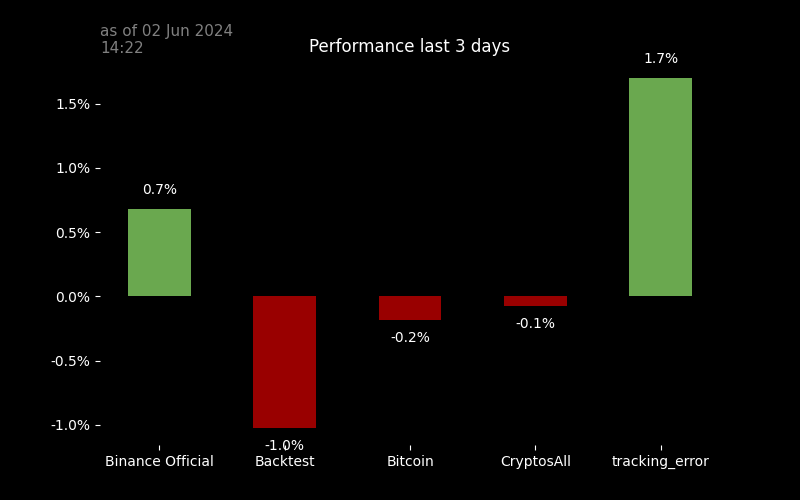 as of 02 Jun 2024
14:22
Performance last 3 days
1.7%
1.5%
1.0%
0.7%
0.5%
0.0%
-0.2%
-0.1%
-0.5%
-1.0%
-1.0%
Binance Official
Backtest
Bitcoin
CryptosAll
tracking_error